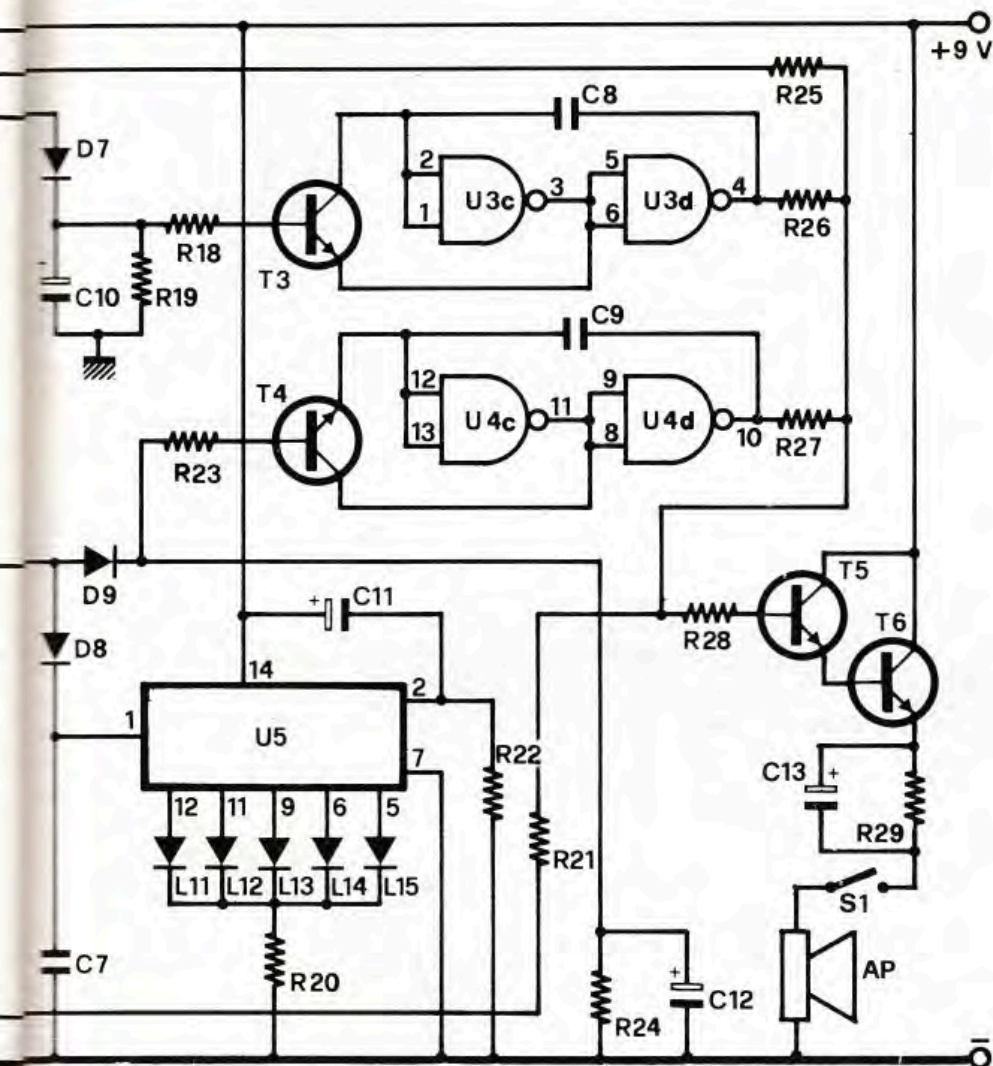 +9 V
R25
C8
D7
2
5
U3c
3
U3d
4
1
6
R26
R18
T3
C10
R19
C9
T4
12
9
U4c
11
U4d
13
8
10
R27
R23
D9
+
C11
T5
R28
T6
D8
14
2
1
U5
7
R22
C13
+
R29
12
11
9
6
5
R21
L11
L12
L13
L14
L15
S1
C7
R20
+
C12
AP
R24
−